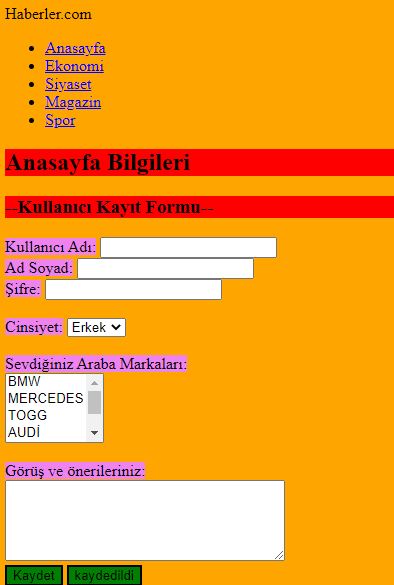 Haberler.com
Anasayfa
Ekonomi
Siyaset
Magazin
Spor
Anasayfa Bilgileri
--Kullanıcı Kayıt Formu--
Kullanıcı Adı:
Ad Soyad:
Şifre:
Cinsiyet: Erkek
Sevdiğiniz Araba Markaları:
BMW
MERCEDES
TOGG
AUDİ
Görüş ve önerileriniz:
Kaydet kaydedildi